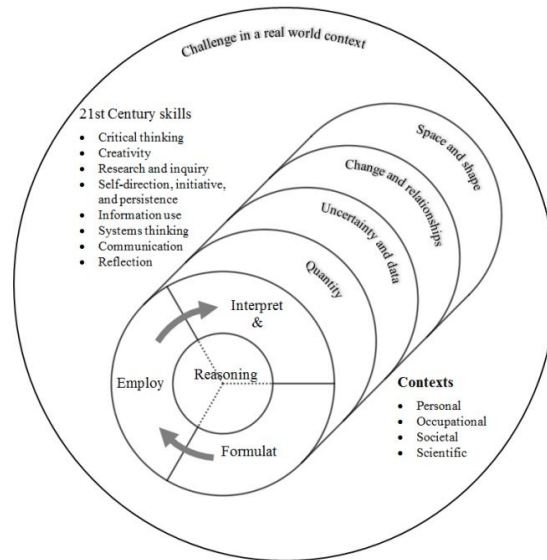 Challenge in a real world context
21st Century skills
• Critical thinking
• Creativity
• Research and inquiry
• Self-direction, initiative,
and persistence
• Information use
• Systems thinking
• Communication
• Reflection
Space and shape
Change and relationships
Uncertainty and data
Quantity
Interpret
&
Employ
Reasoning
Formulat
Contexts
• Personal
• Occupational
• Societal
• Scientific